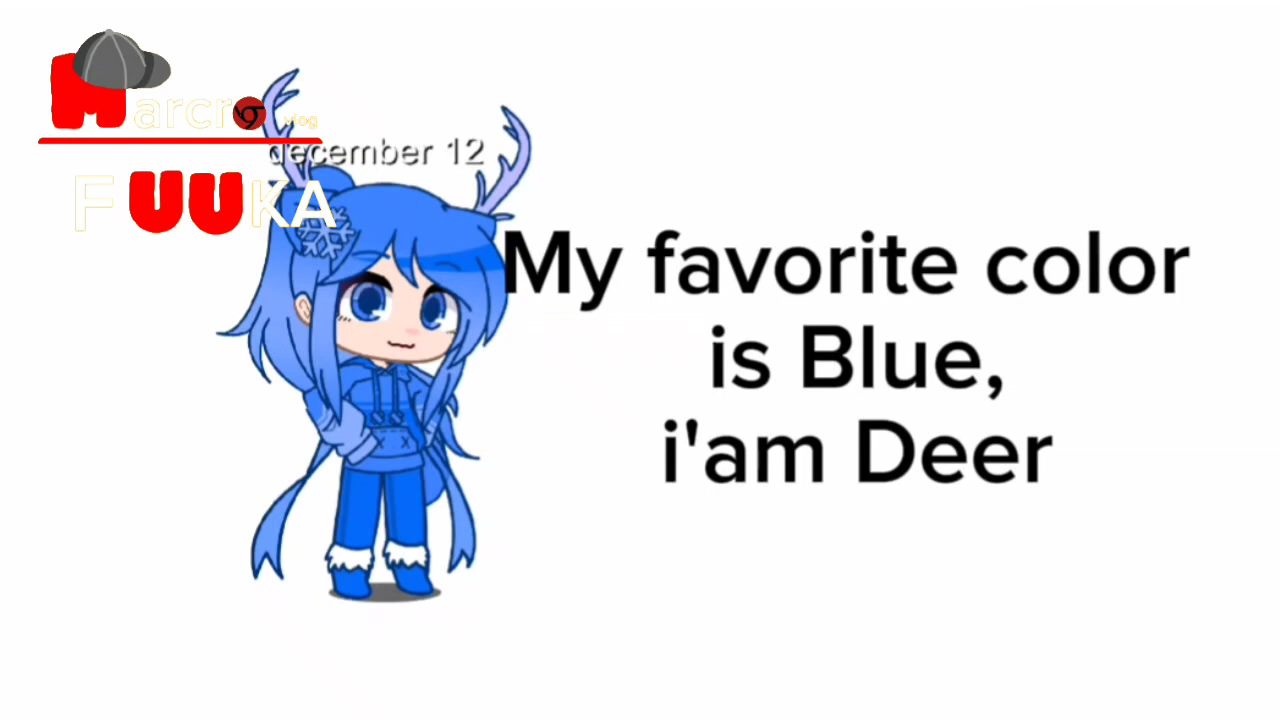 Marcro vlog
december 12
FUUKA
My favorite color
is Blue,
i'am Deer